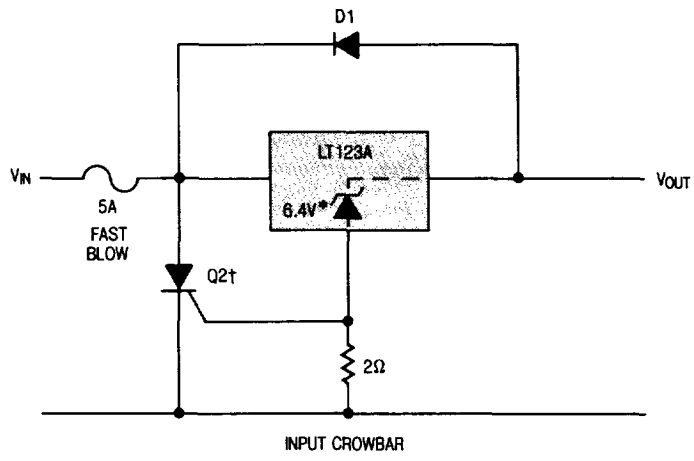 D1
LT123A
VIN
VOUT
6.4V*
5A
FAST
BLOW
Q2†
2Ω
INPUT CROWBAR